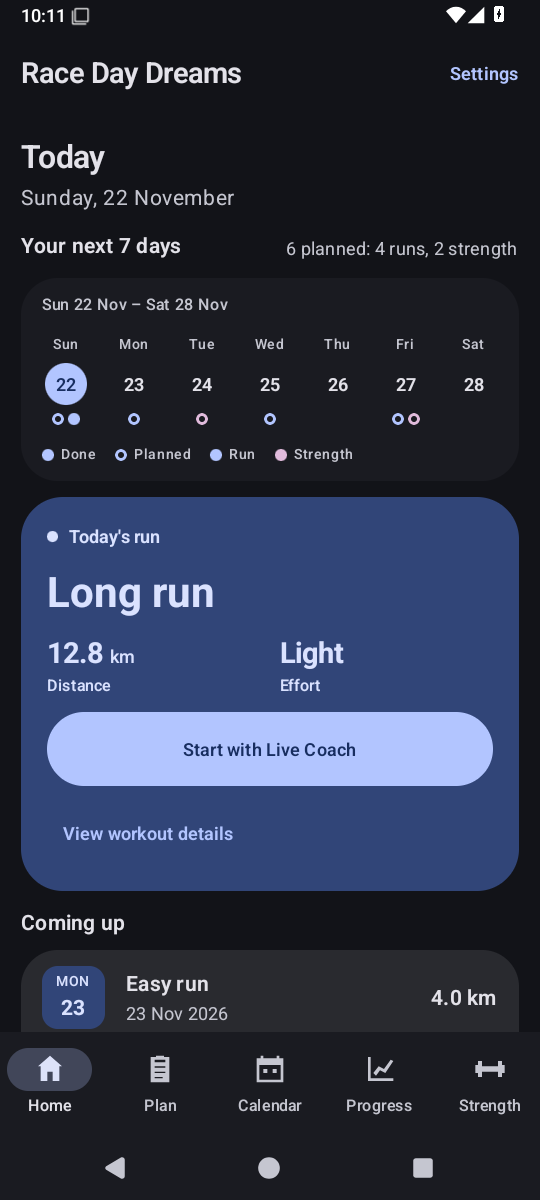 10:11
Race Day Dreams
Settings
Today
Sunday, 22 November
Your next 7 days
6 planned: 4 runs, 2 strength
Sun 22 Nov – Sat 28 Nov
Sun Mon Tue Wed Thu Fri Sat
22 23 24 25 26 27 28
Done Planned Run Strength
Today's run
Long run
12.8 km Light
Distance Effort
Start with Live Coach
View workout details
Coming up
MON
23
Easy run
23 Nov 2026
4.0 km
Home Plan Calendar Progress Strength